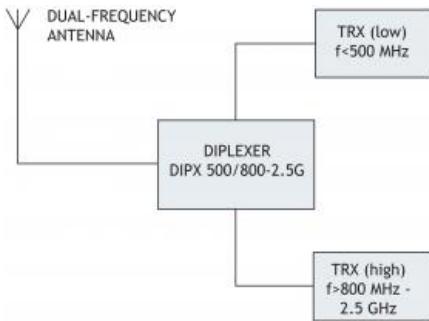 DUAL-FREQUENCY
ANTENNA
TRX (low)
f<500 MHz
DIPLEXER
DIPX 500/800-2.5G
TRX (high)
f>800 MHz -
2.5 GHz